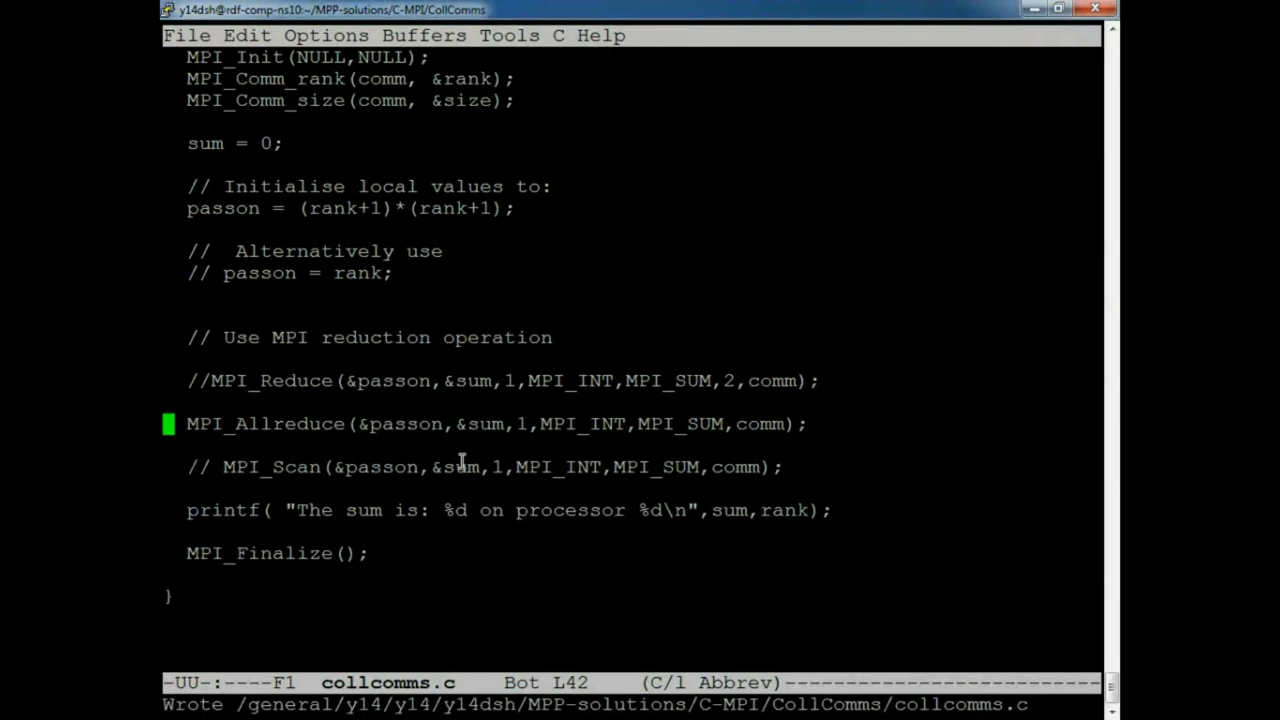 y14dsh@rdf-comp-ns10:~/MPP-solutions/C-MPI/CollComms
File Edit Options Buffers Tools C Help
MPI_Init(NULL,NULL);
MPI_Comm_rank(comm, &rank);
MPI_Comm_size(comm, &size);
sum = 0;
// Initialise local values to:
passon = (rank+1)*(rank+1);
//  Alternatively use
// passon = rank;
// Use MPI reduction operation
//MPI_Reduce(&passon,&sum,1,MPI_INT,MPI_SUM,2,comm);
MPI_Allreduce(&passon,&sum,1,MPI_INT,MPI_SUM,comm);
// MPI_Scan(&passon,&sum,1,MPI_INT,MPI_SUM,comm);
printf( "The sum is: %d on processor %d\n",sum,rank);
MPI_Finalize();
}
-UU-:----F1  collcomms.c    Bot L42    (C/l Abbrev)--------------------------
Wrote /general/y14/y14/y14dsh/MPP-solutions/C-MPI/CollComms/collcomms.c